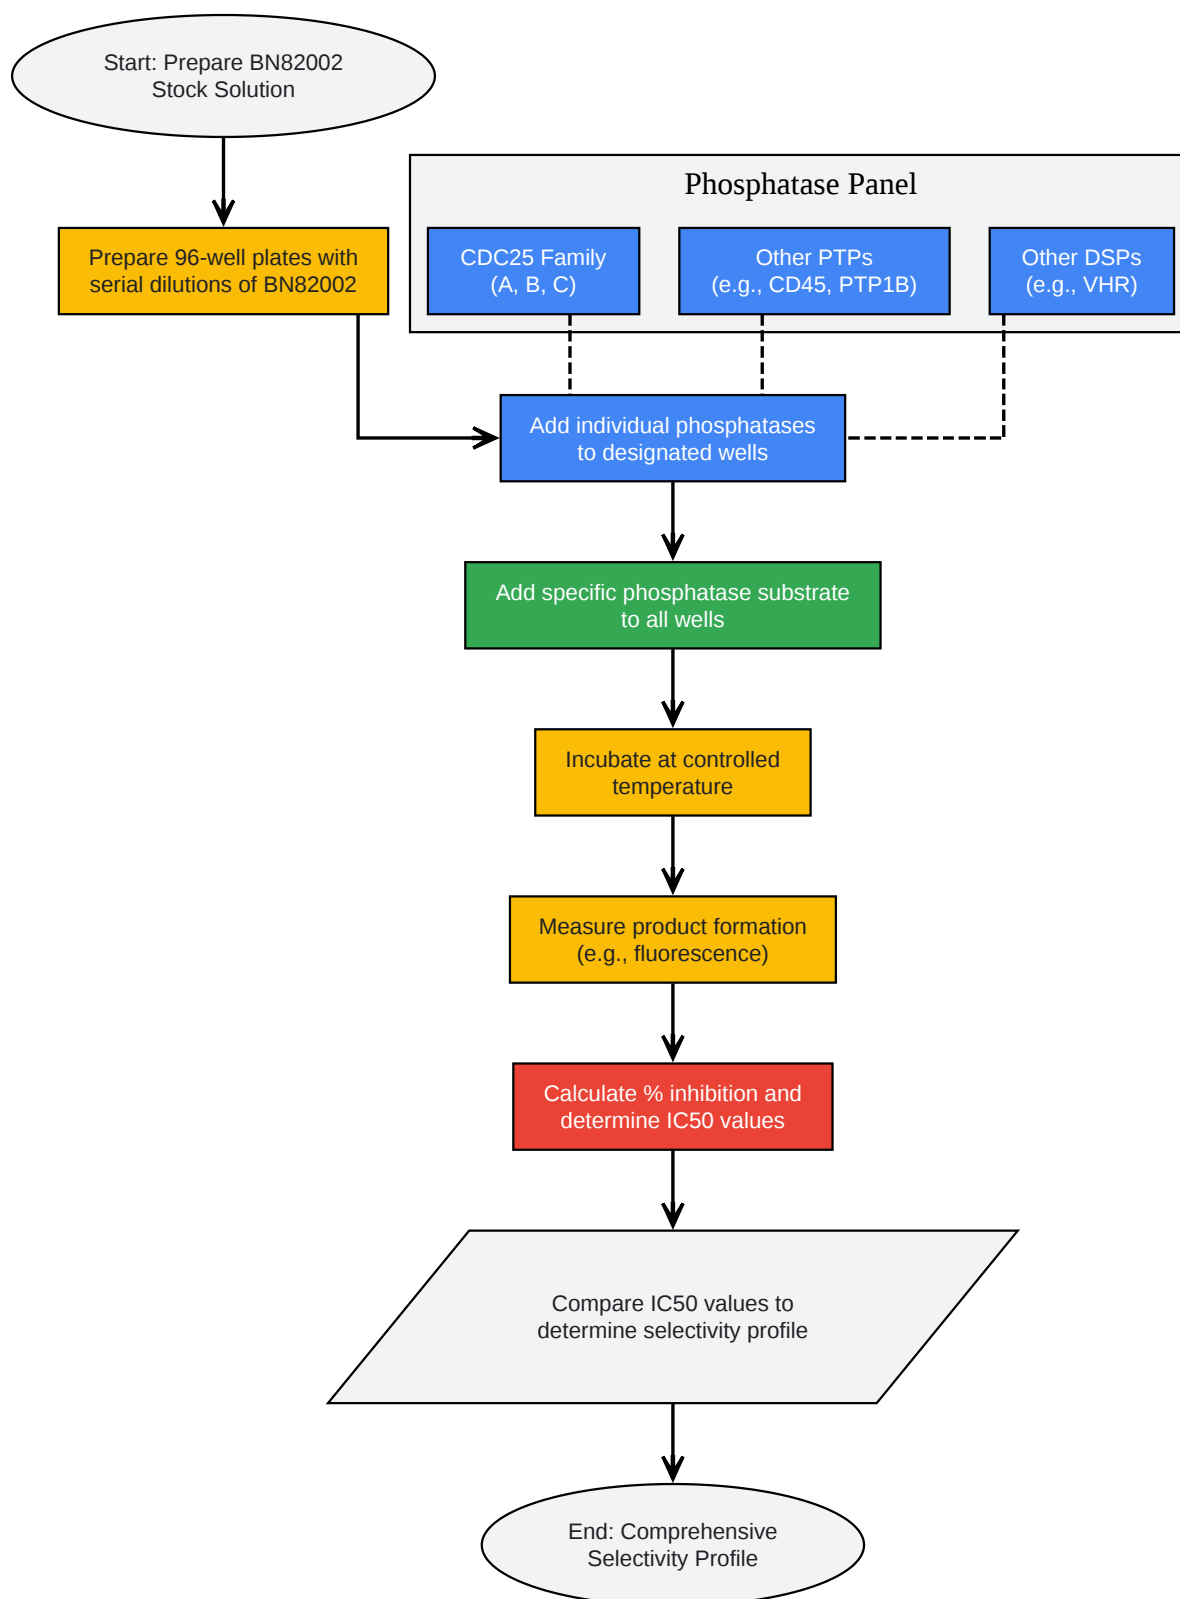 Start: Prepare BN82002
Stock Solution
Phosphatase Panel
Prepare 96-well plates with
serial dilutions of BN82002
CDC25 Family
(A, B, C)
Other PTPs
(e.g., CD45, PTP1B)
Other DSPs
(e.g., VHR)
Add individual phosphatases
to designated wells
Add specific phosphatase substrate
to all wells
Incubate at controlled
temperature
Measure product formation
(e.g., fluorescence)
Calculate % inhibition and
determine IC50 values
Compare IC50 values to
determine selectivity profile
End: Comprehensive
Selectivity Profile